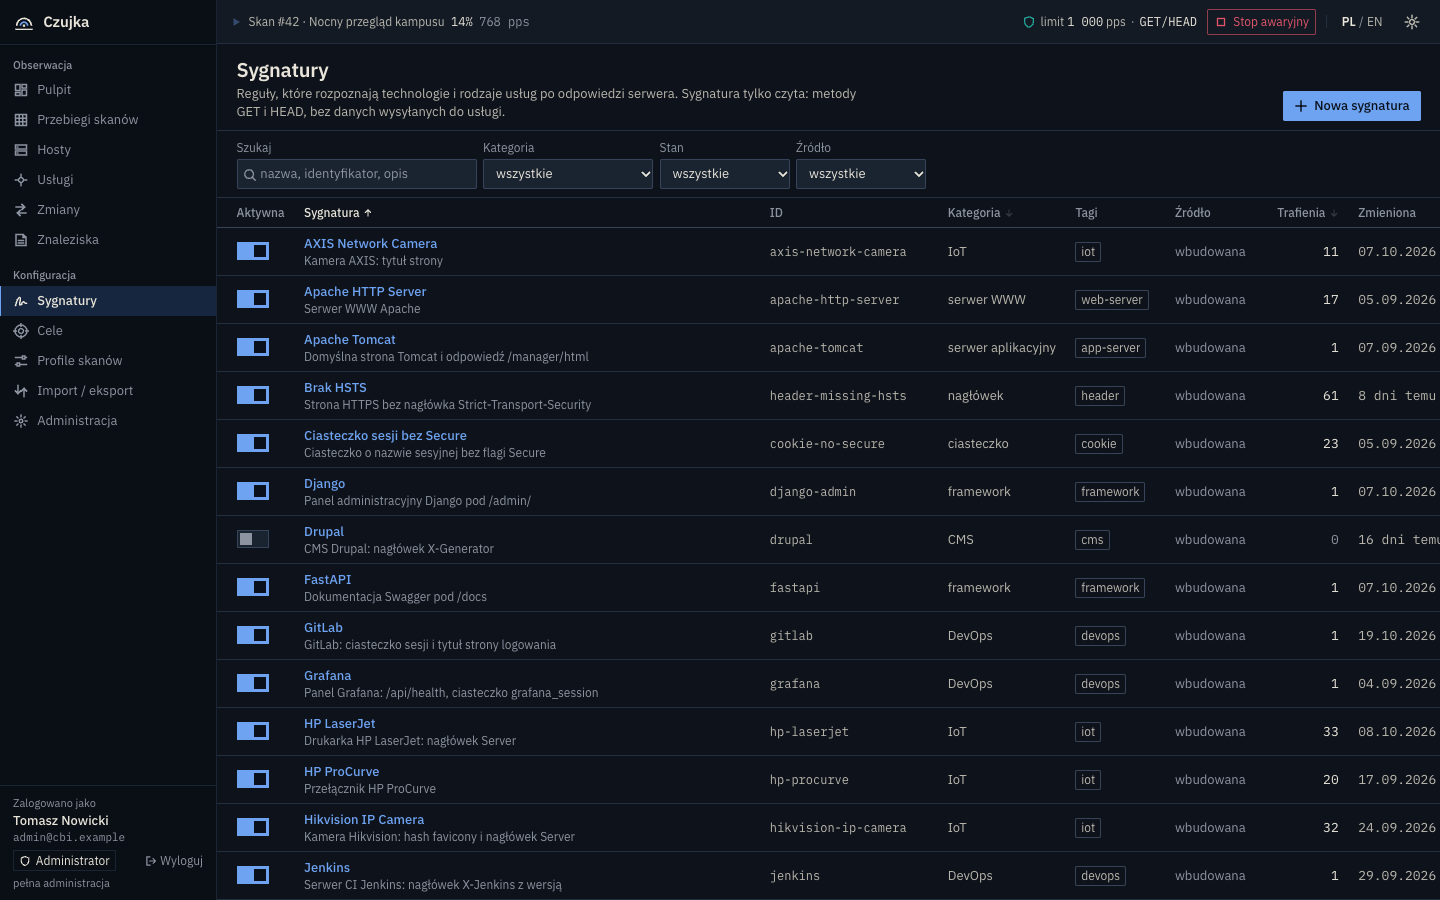 Czujka
Skan #42 · Nocny przegląd kampusu 14% 768 pps
limit 1 000 pps · GET/HEAD
Stop awaryjny
PL / EN
Obserwacja
Pulpit
Przebiegi skanów
Hosty
Usługi
Zmiany
Znaleziska
Konfiguracja
Sygnatury
Cele
Profile skanów
Import / eksport
Administracja
Zalogowano jako
Tomasz Nowicki
admin@cbi.example
Administrator
Wyloguj
pełna administracja
Sygnatury
Reguły, które rozpoznają technologie i rodzaje usług po odpowiedzi serwera. Sygnatura tylko czyta: metody
GET i HEAD, bez danych wysyłanych do usługi.
Nowa sygnatura
Szukaj Kategoria Stan Źródło
nazwa, identyfikator, opis wszystkie wszystkie wszystkie
Aktywna Sygnatura ↑ ID Kategoria ↓ Tagi Źródło Trafienia ↓ Zmieniona
AXIS Network Camera
Kamera AXIS: tytuł strony
axis-network-camera IoT iot wbudowana 11 07.10.2026
Apache HTTP Server
Serwer WWW Apache
apache-http-server serwer WWW web-server wbudowana 17 05.09.2026
Apache Tomcat
Domyślna strona Tomcat i odpowiedź /manager/html
apache-tomcat serwer aplikacyjny app-server wbudowana 1 07.09.2026
Brak HSTS
Strona HTTPS bez nagłówka Strict-Transport-Security
header-missing-hsts nagłówek header wbudowana 61 8 dni temu
Ciasteczko sesji bez Secure
Ciasteczko o nazwie sesyjnej bez flagi Secure
cookie-no-secure ciasteczko cookie wbudowana 23 05.09.2026
Django
Panel administracyjny Django pod /admin/
django-admin framework framework wbudowana 1 07.10.2026
Drupal
CMS Drupal: nagłówek X-Generator
drupal CMS cms wbudowana 0 16 dni temu
FastAPI
Dokumentacja Swagger pod /docs
fastapi framework framework wbudowana 1 07.10.2026
GitLab
GitLab: ciasteczko sesji i tytuł strony logowania
gitlab DevOps devops wbudowana 1 19.10.2026
Grafana
Panel Grafana: /api/health, ciasteczko grafana_session
grafana DevOps devops wbudowana 1 04.09.2026
HP LaserJet
Drukarka HP LaserJet: nagłówek Server
hp-laserjet IoT iot wbudowana 33 08.10.2026
HP ProCurve
Przełącznik HP ProCurve
hp-procurve IoT iot wbudowana 20 17.09.2026
Hikvision IP Camera
Kamera Hikvision: hash favicony i nagłówek Server
hikvision-ip-camera IoT iot wbudowana 32 24.09.2026
Jenkins
Serwer CI Jenkins: nagłówek X-Jenkins z wersją
jenkins DevOps devops wbudowana 1 29.09.2026